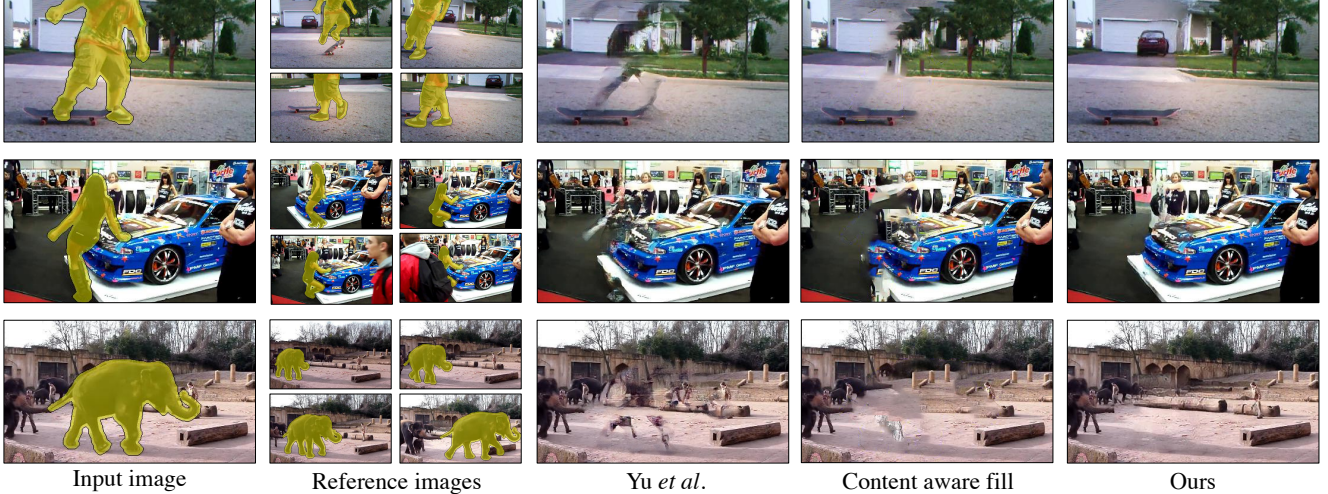 Input image
Reference images
Yu et al.
Content aware fill
Ours